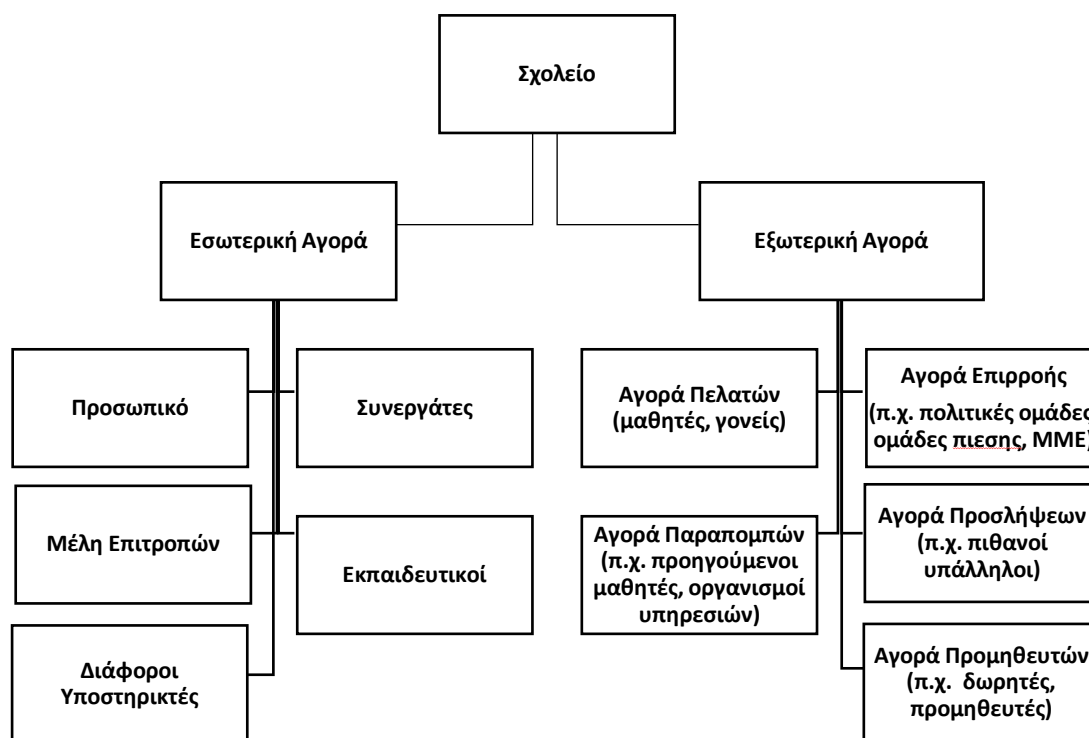 Σχολείο
Εσωτερική Αγορά
Εξωτερική Αγορά
Προσωπικό
Συνεργάτες
Μέλη Επιτροπών
Εκπαιδευτικοί
Διάφοροι
Υποστηρικτές
Αγορά Πελατών
(μαθητές, γονείς)
Αγορά Επιρροής
(π.χ. πολιτικές ομάδες
ομάδες πιεσης, ΜΜΕ)
Αγορά Παραπομπών
(π.χ. προηγούμενοι
μαθητές, οργανισμοί
υπηρεσιών)
Αγορά Προσλήψεων
(π.χ. πιθανοί
υπάλληλοι)
Αγορά Προμηθευτών
(π.χ. δωρητές,
προμηθευτές)